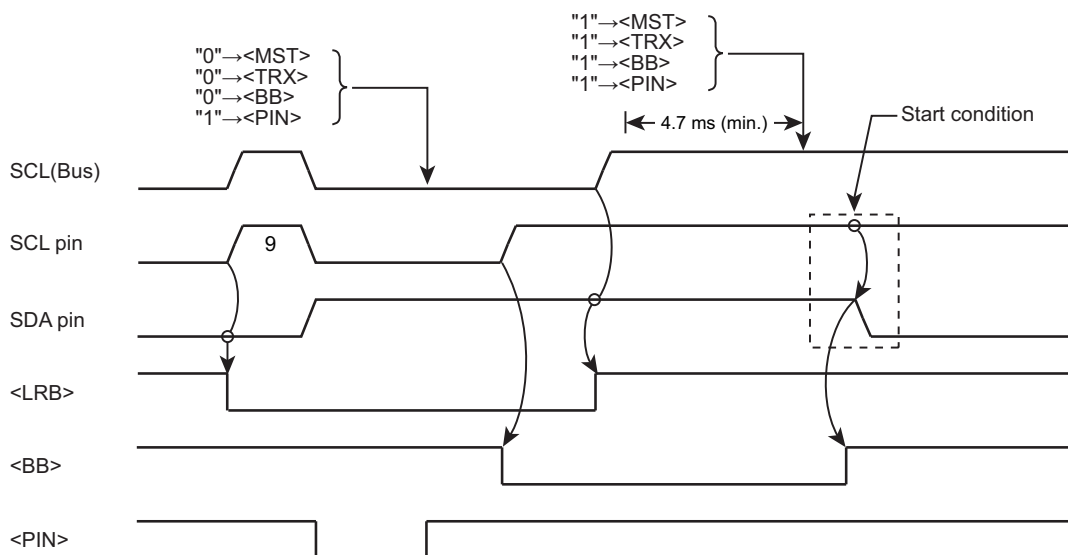 "0"→<MST>
"0"→<TRX>
"0"→<BB>
"1"→<PIN>
"1"→<MST>
"1"→<TRX>
"1"→<BB>
"1"→<PIN>
4.7 ms (min.)
Start condition
SCL(Bus)
SCL pin
9
SDA pin
<LRB>
<BB>
<PIN>